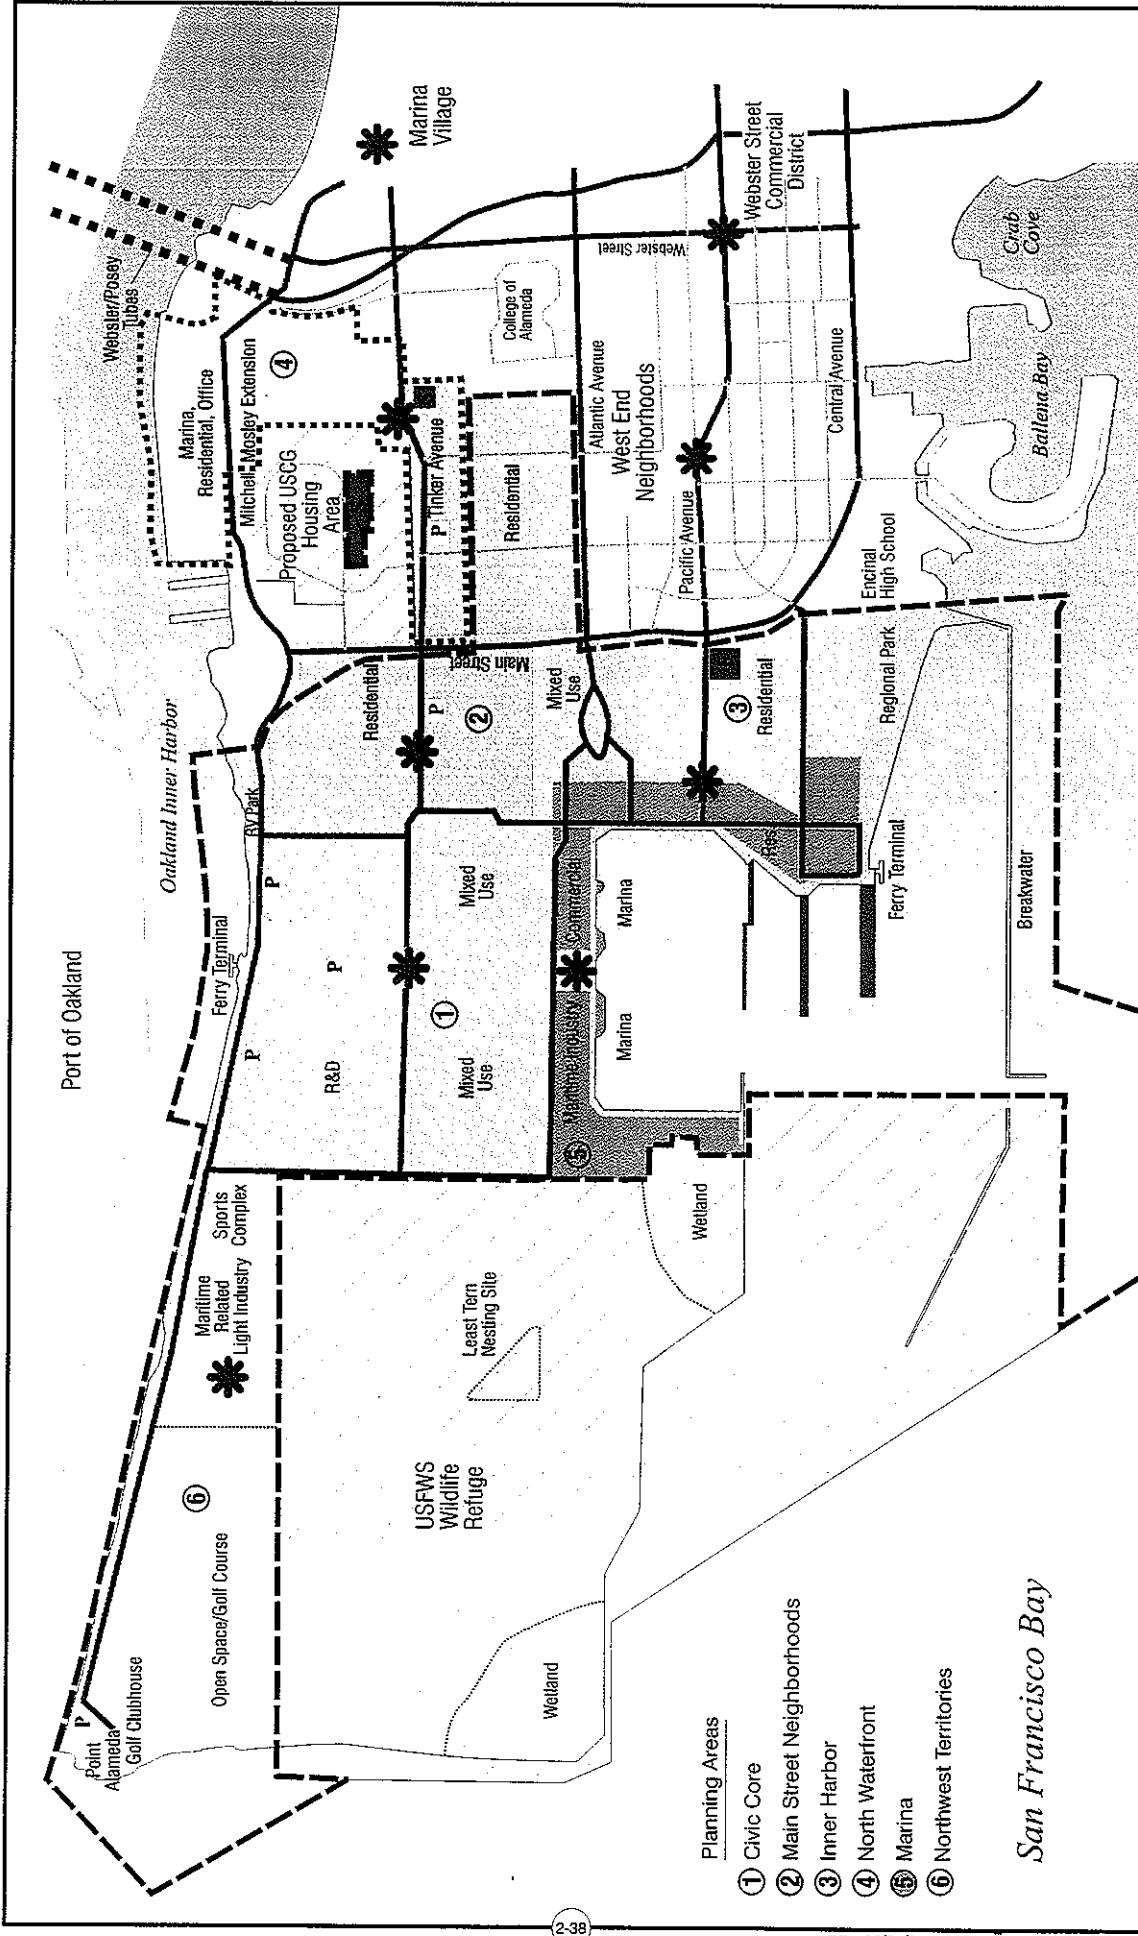 Port of Oakland
Oakland Inner Harbor
Webster/Posey
Tubes
Marina
Village
Marina,
Residential, Office
Mitchell-Mosley Extension
4
Proposed USCG
Housing
Area
P
Tinker Avenue
College of
Alameda
Residential
Atlantic Avenue
West End
Neighborhoods
Webster Street
Webster Street
Commercial
District
Pacific Avenue
Central Avenue
Crab
Cove
Ballena Bay
Encinal
High School
Main Street
Residential
P
2
Mixed
Use
3
Residential
Regional Park
RV Park
P
Ferry Terminal
P
P
R&D
Mixed
Use
1
Mixed
Use
Commercial
Maritime Industry
5
Marina
Marina
Res.
Ferry Terminal
Breakwater
Sports
Complex
Maritime
Related
Light Industry
Wetland
Least Tern
Nesting Site
USFWS
Wildlife
Refuge
6
Open Space/Golf Course
P
Point
Alameda
Golf Clubhouse
Wetland
Planning Areas
1 Civic Core
2 Main Street Neighborhoods
3 Inner Harbor
4 North Waterfront
5 Marina
6 Northwest Territories
San Francisco Bay
2-38